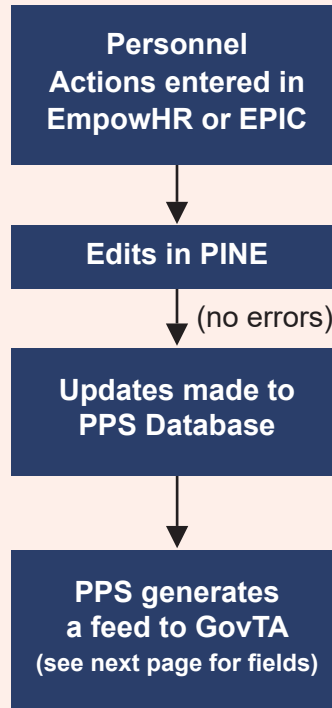 Personnel
Actions entered in
EmpowHR or EPIC
Edits in PINE
(no errors)
Updates made to
PPS Database
PPS generates
a feed to GovTA
(see next page for fields)